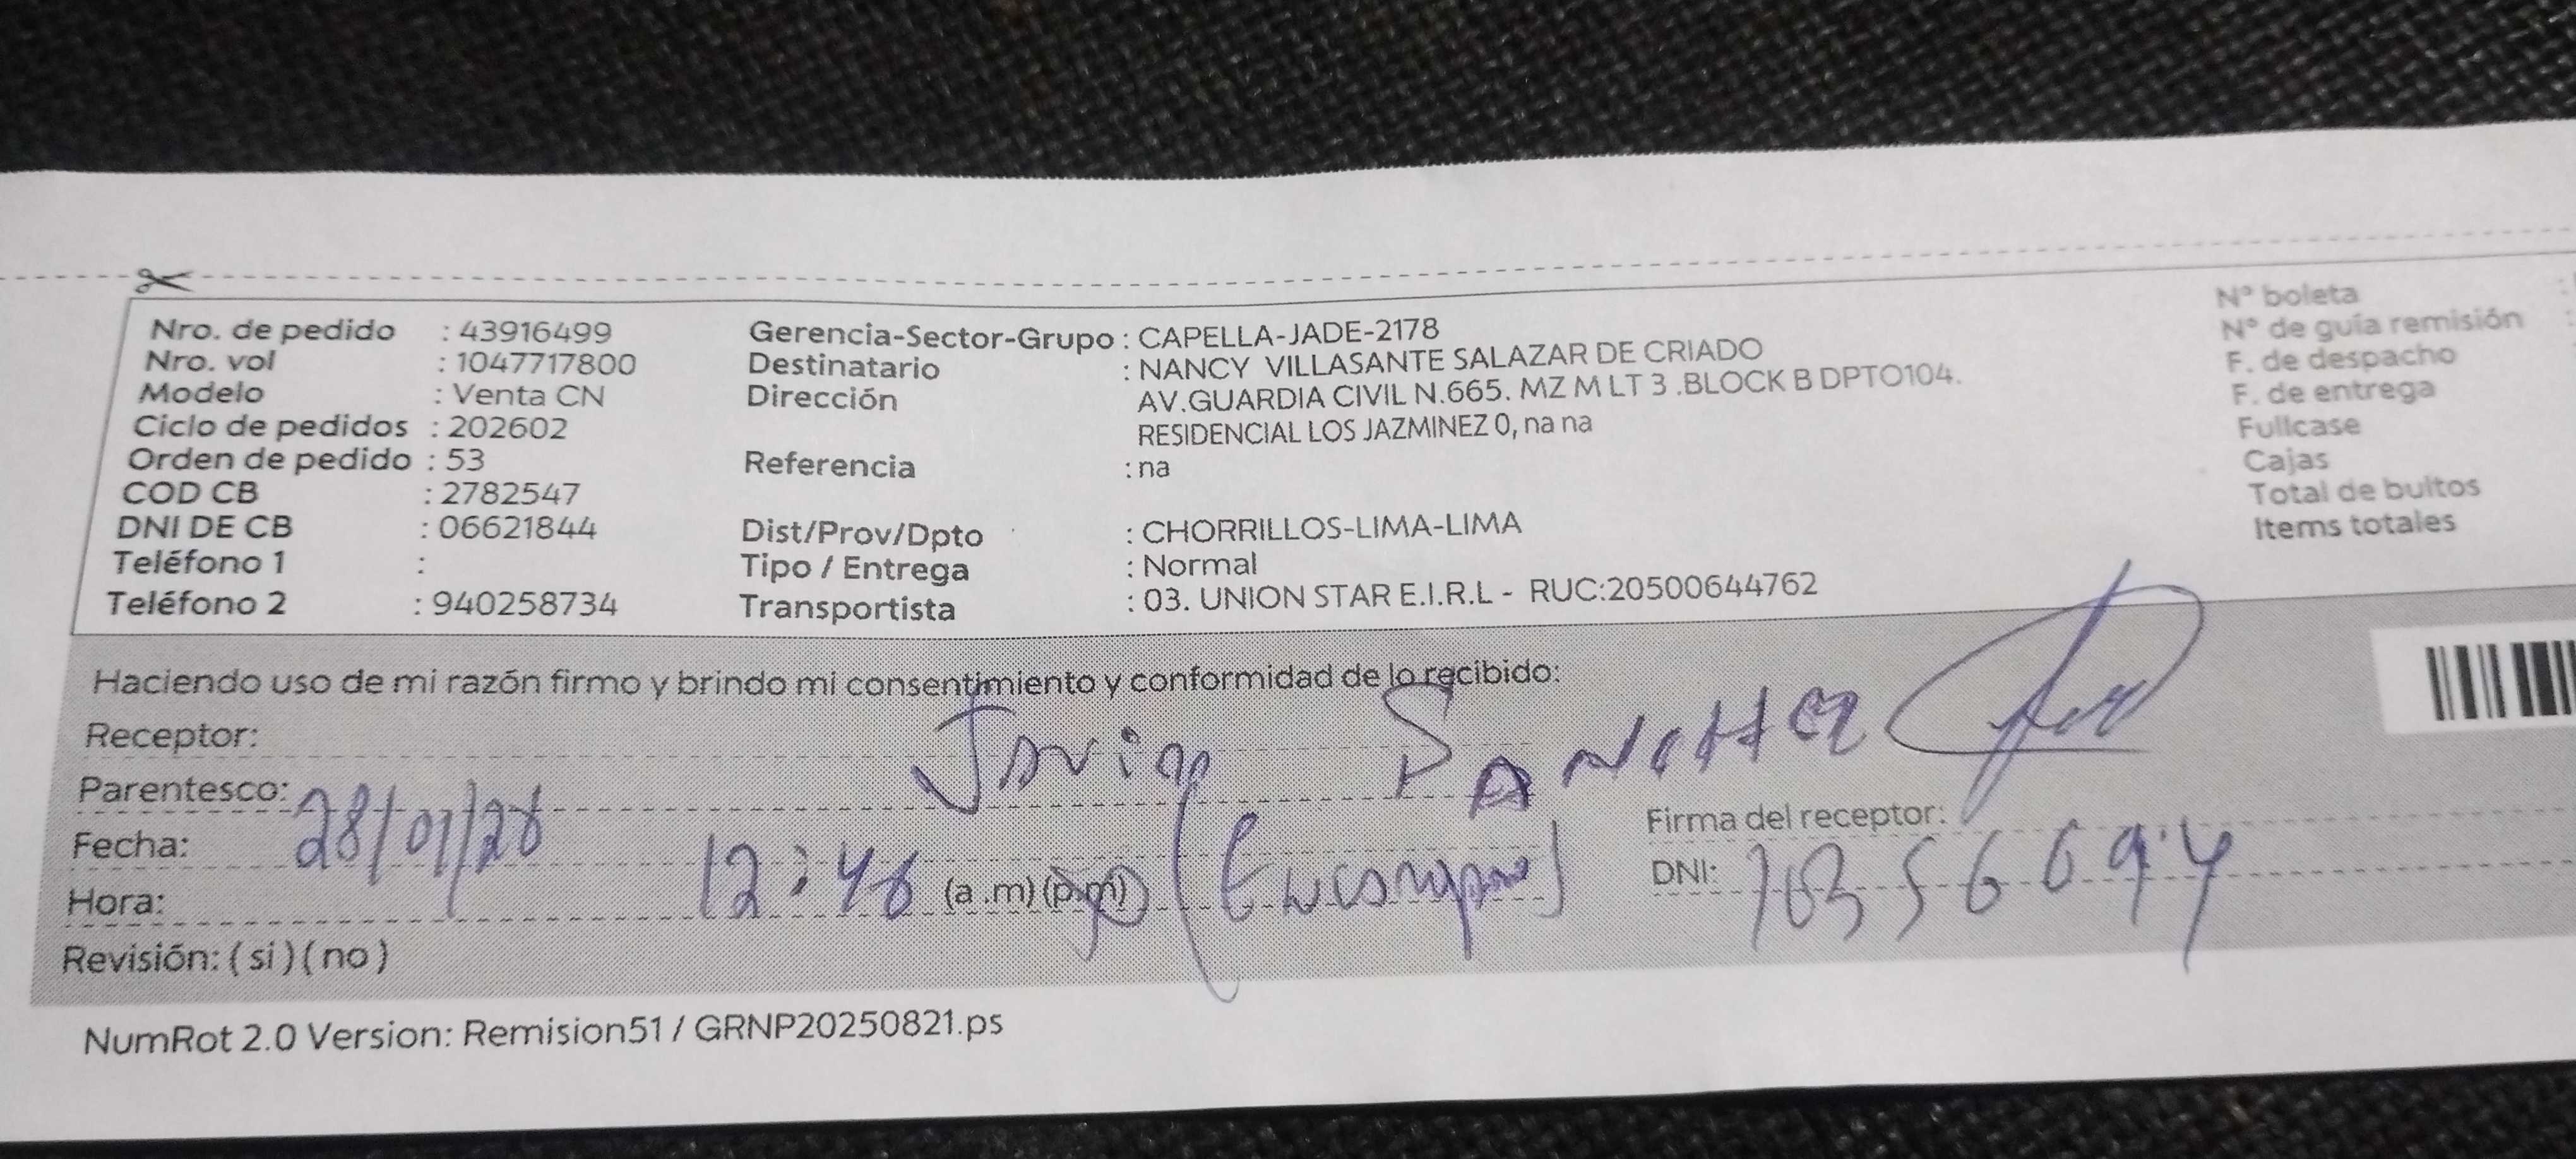 Nro. de pedido : 43916499
Nro. vol : 1047717800
Modelo : Venta CN
Ciclo de pedidos : 202602
Orden de pedido : 53
COD CB : 2782547
DNI DE CB : 06621844
Teléfono 1 :
Teléfono 2 : 940258734
Gerencia-Sector-Grupo : CAPELLA-JADE-2178
Destinatario : NANCY VILLASANTE SALAZAR DE CRIADO
Dirección AV.GUARDIA CIVIL N.665. MZ M LT 3 .BLOCK B DPTO104.
RESIDENCIAL LOS JAZMINEZ 0, na na
Referencia : na
Dist/Prov/Dpto : CHORRILLOS-LIMA-LIMA
Tipo / Entrega : Normal
Transportista : 03. UNION STAR E.I.R.L - RUC:20500644762
N° boleta :
N° de guía remisión :
F. de despacho
F. de entrega
Fullcase
Cajas
Total de bultos
Items totales
Haciendo uso de mi razón firmo y brindo mi consentimiento y conformidad de lo recibido:
Receptor: Javier
Parentesco:
Fecha: 28/01/26
Hora: 12:46 (a.m) (p.m)
Revisión: ( si ) ( no )
Firma del receptor:
DNI:
NumRot 2.0 Version: Remision51 / GRNP20250821.ps